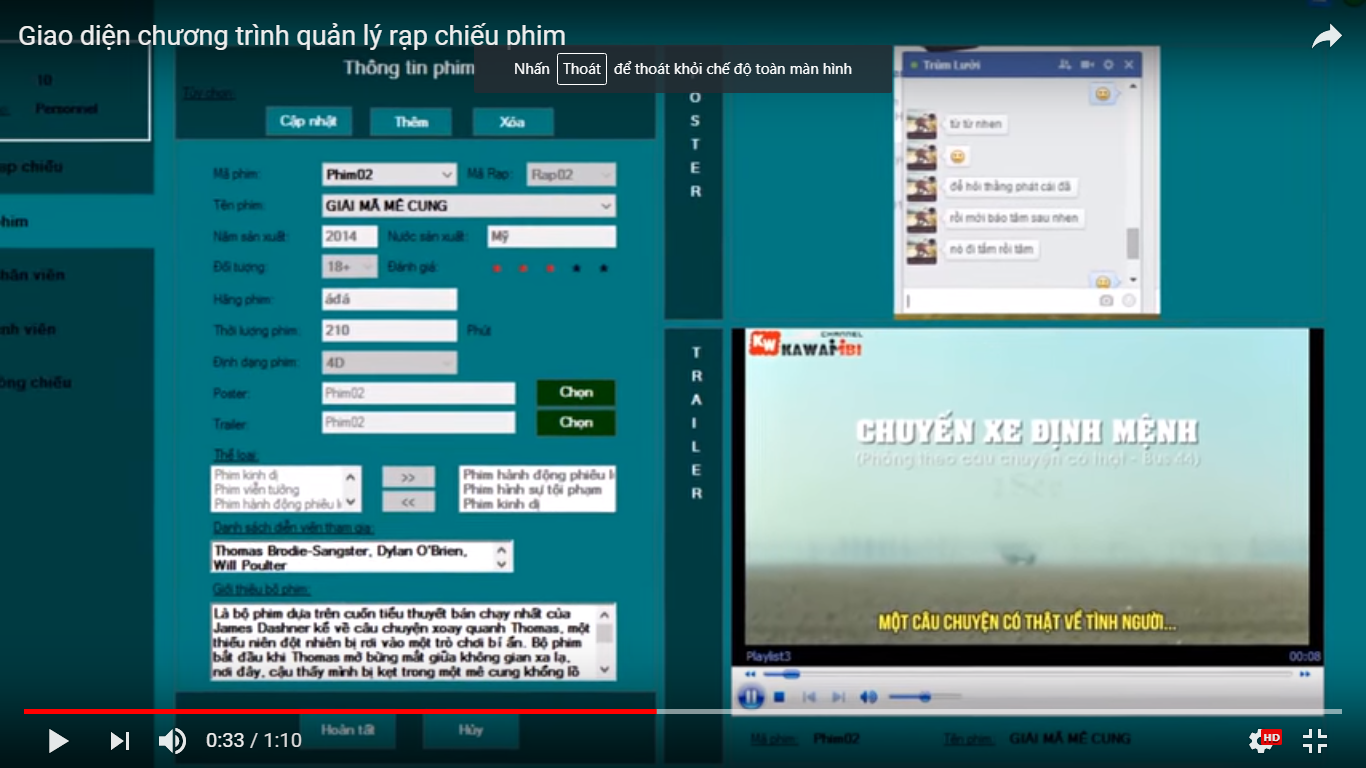 Giao diện chương trình quản lý rạp chiếu phim
Nhấn Thoát để thoát khỏi chế độ toàn màn hình
10
Personnel
ạp chiếu
him
hân viên
nh viên
òng chiếu
Thông tin phim
Tùy chọn:
Cập nhật Thêm Xóa
Mã phim: Phim02 Mã Rạp: Rap02
Tên phim: GIẢI MÃ MÊ CUNG
Năm sản xuất: 2014 Nước sản xuất: Mỹ
Đối tượng: 18+ Đánh giá:
Hãng phim: áđá
Thời lượng phim: 210 Phút
Định dạng phim: 4D
Poster: Phim02 Chọn
Trailer: Phim02 Chọn
Thể loại:
Phim kinh dị
Phim viễn tưởng
Phim hành động phiêu l
>>
<<
Phim hành động phiêu l
Phim hình sự tội phạm
Phim kinh dị
Danh sách diễn viên tham gia:
Thomas Brodie-Sangster, Dylan O'Brien,
Will Poulter
Giới thiệu bộ phim:
Là bộ phim dựa trên cuốn tiểu thuyết bán chạy nhất của
James Dashner kể về câu chuyện xoay quanh Thomas, một
thiếu niên đột nhiên bị rơi vào một trò chơi bí ẩn. Bộ phim
bắt đầu khi Thomas mở bừng mắt giữa không gian xa lạ,
nơi đây, cậu thấy mình bị kẹt trong một mê cung khổng lồ
Hoàn tất Hủy
OSTER
TRAILER
Trùm Lười
từ từ nhen
để hỏi thằng phát cái đã
rồi mới báo tâm sau nhen
nó đi tắm rồi tâm
KW CHANNEL
KAWAIIBI
CHUYẾN XE ĐỊNH MỆNH
(Phỏng theo câu chuyện có thật - Bus 44)
MỘT CÂU CHUYỆN CÓ THẬT VỀ TÌNH NGƯỜI...
Playlist3 00:08
Mã phim: Phim02 Tên phim: GIẢI MÃ MÊ CUNG
0:33 / 1:10
HD